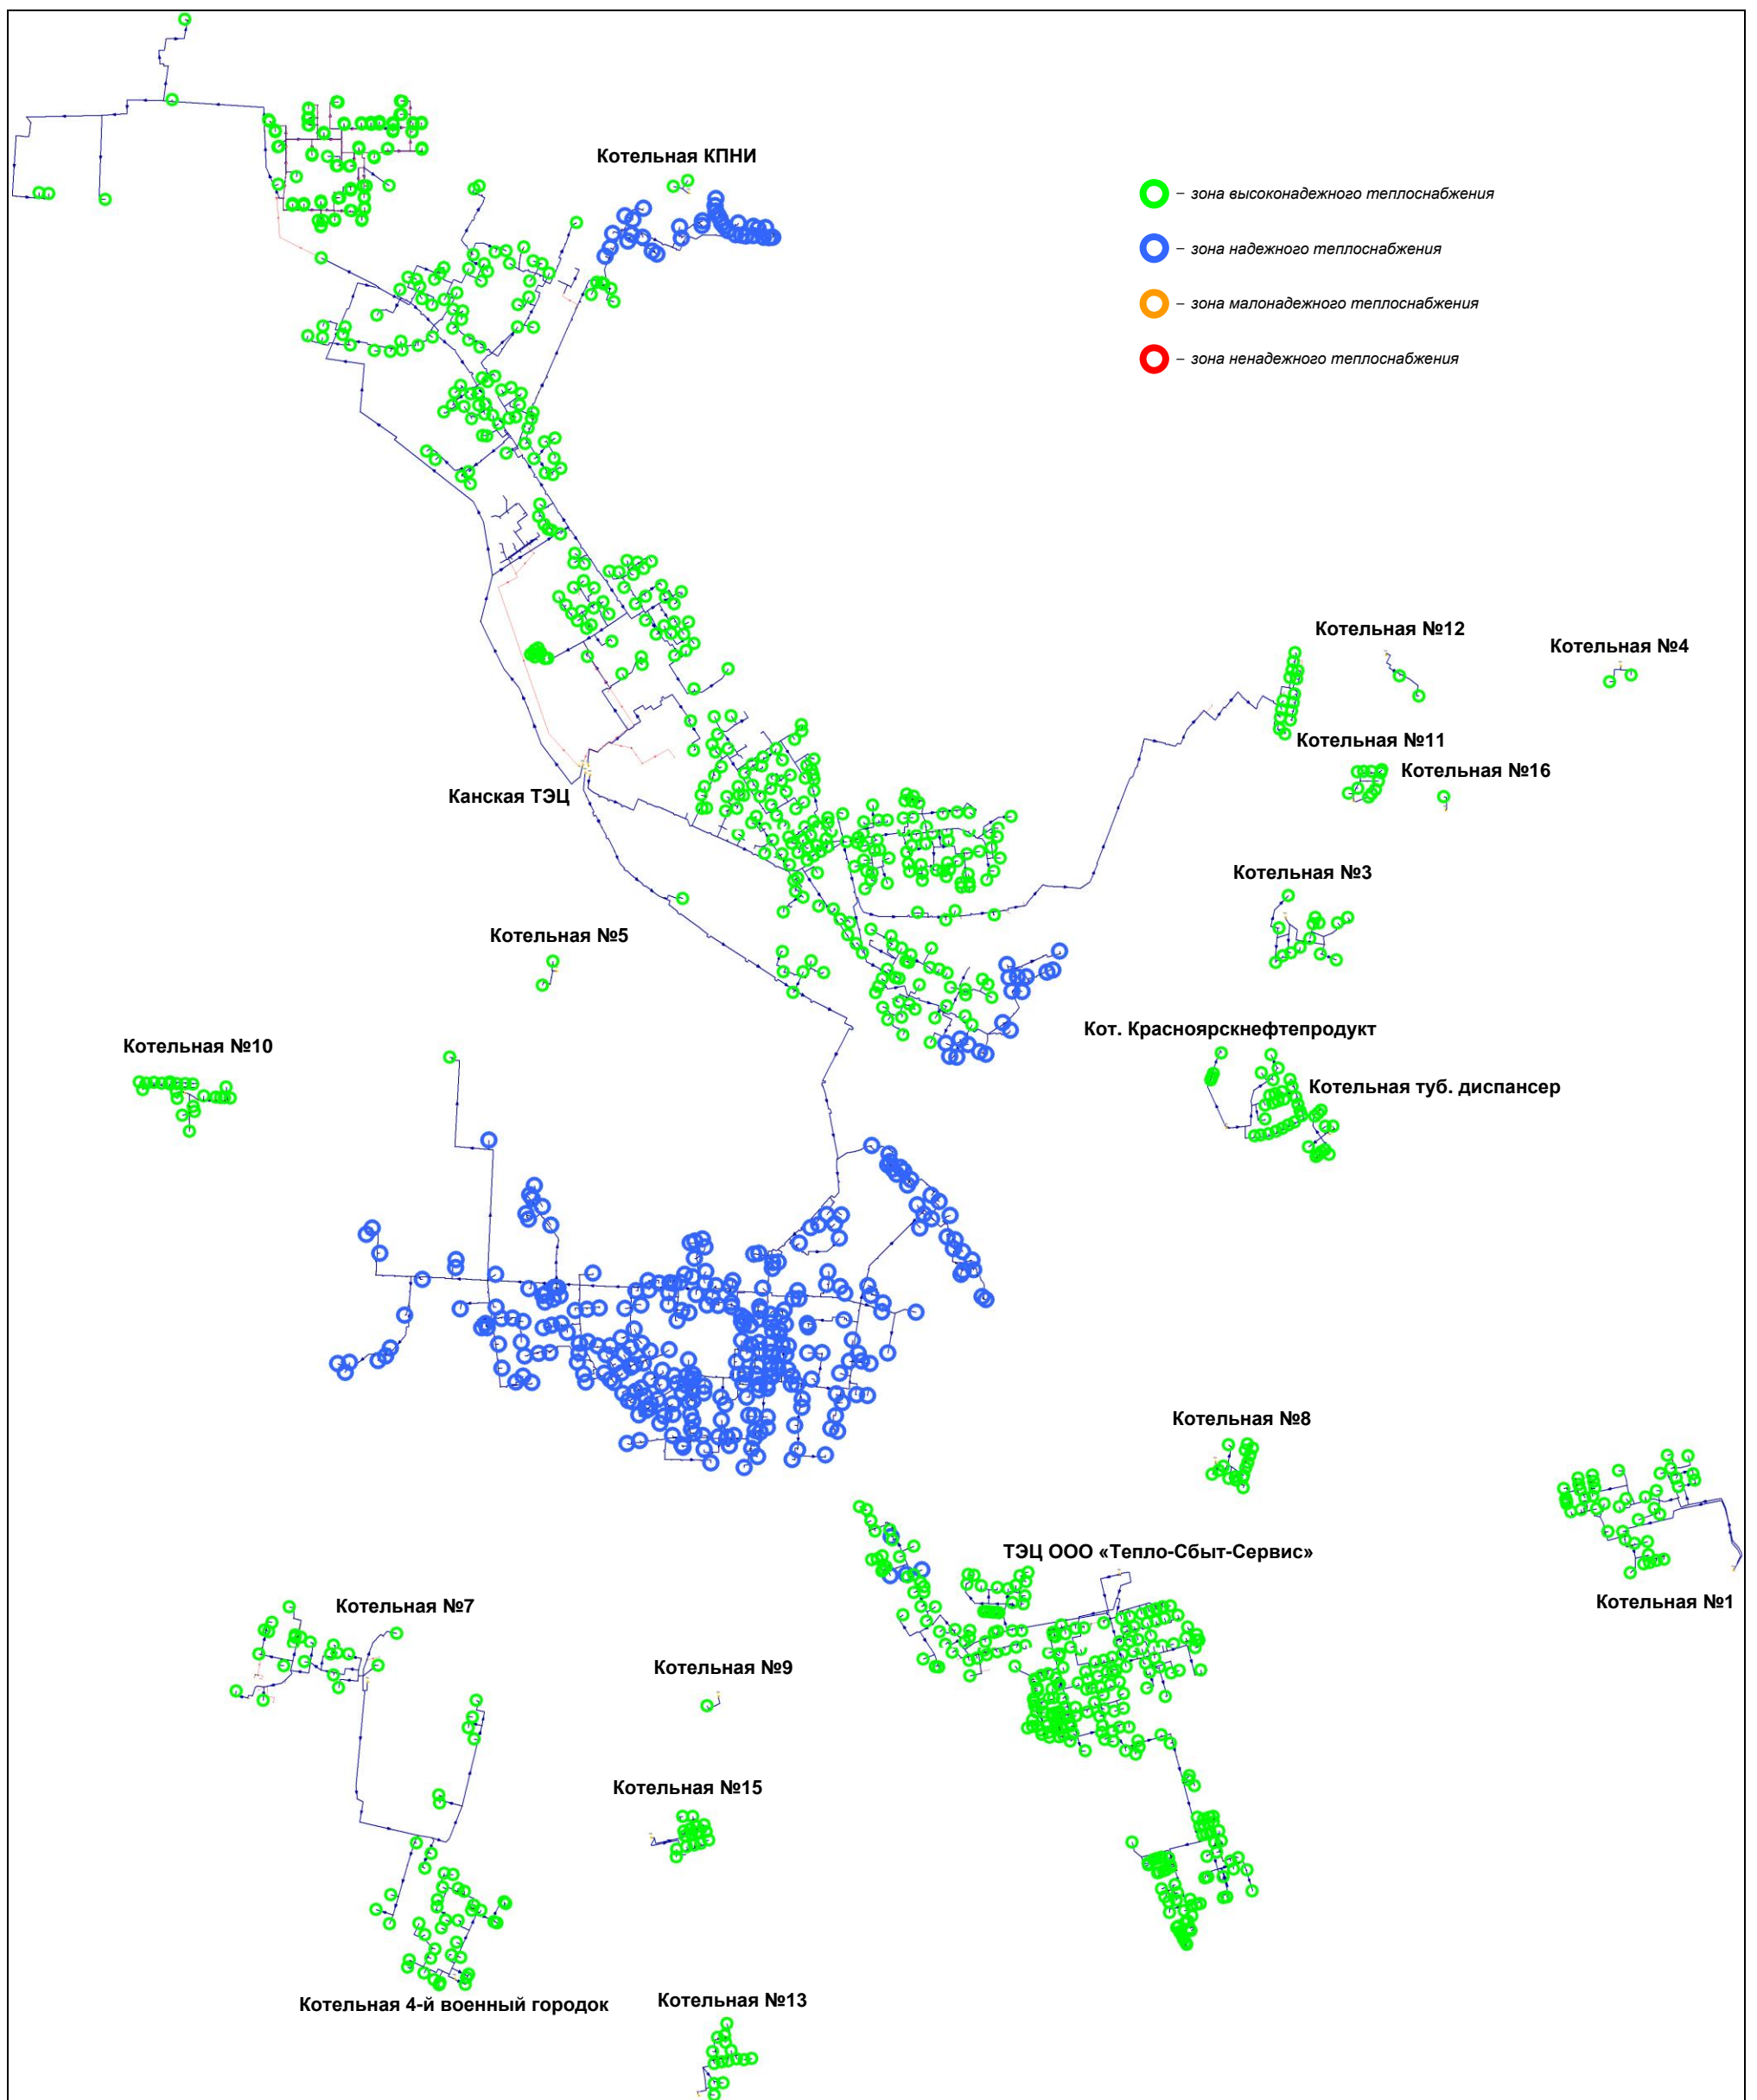 Котельная КПНИ
– зона высоконадежного теплоснабжения
– зона надежного теплоснабжения
– зона малонадежного теплоснабжения
– зона ненадежного теплоснабжения
Котельная №12
Котельная №4
Котельная №11
Котельная №16
Канская ТЭЦ
Котельная №3
Котельная №5
Кот. Красноярскнефтепродукт
Котельная №10
Котельная туб. диспансер
Котельная №8
ТЭЦ ООО «Тепло-Сбыт-Сервис»
Котельная №1
Котельная №7
Котельная №9
Котельная №15
Котельная 4-й военный городок
Котельная №13